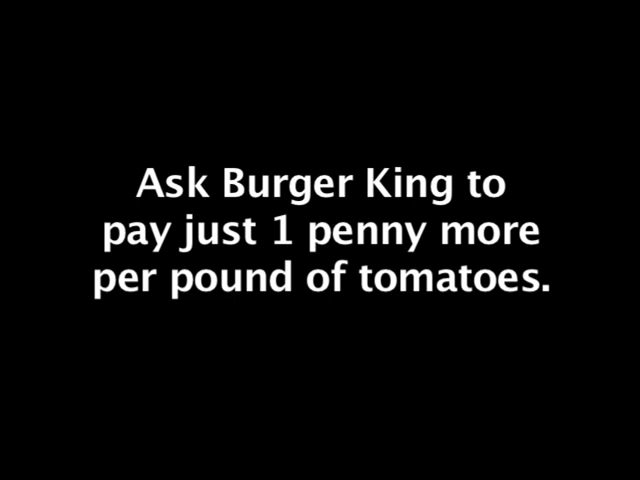 Ask Burger King to
pay just 1 penny more
per pound of tomatoes.